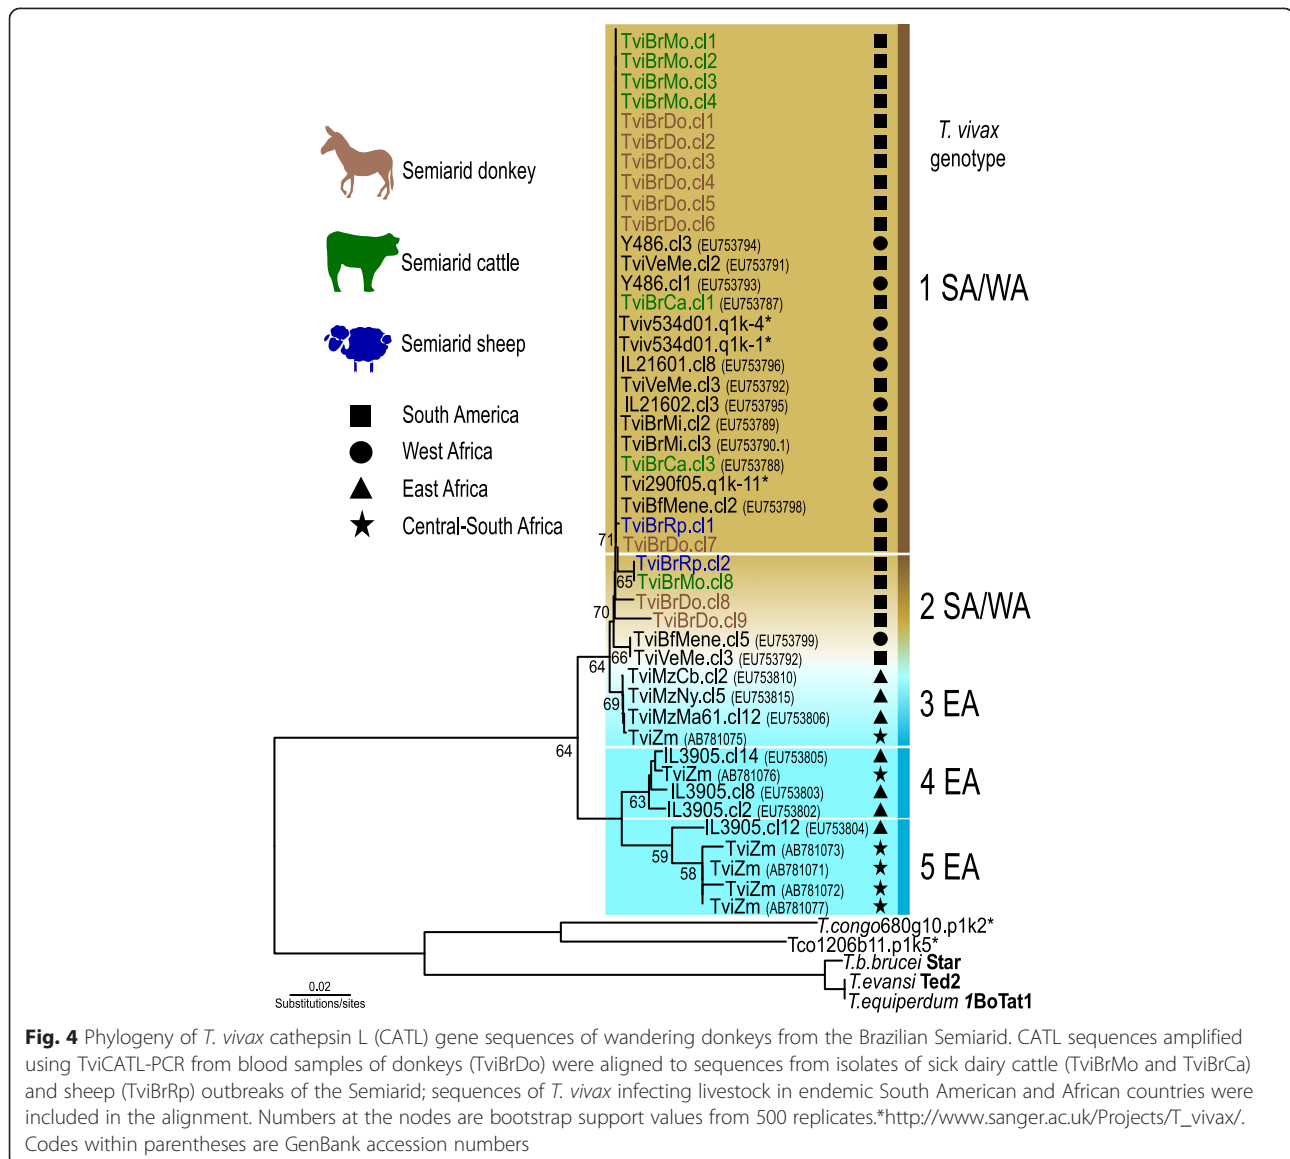 TviBrMo.cl1
TviBrMo.cl2
TviBrMo.cl3
TviBrMo.cl4
TviBrDo.cl1
TviBrDo.cl2
TviBrDo.cl3
TviBrDo.cl4
TviBrDo.cl5
TviBrDo.cl6
Y486.cl3 (EU753794)
TviVeMe.cl2 (EU753791)
Y486.cl1 (EU753793)
TviBrCa.cl1 (EU753787)
Tviv534d01.q1k-4*
Tviv534d01.q1k-1*
IL21601.cl8 (EU753796)
TviVeMe.cl3 (EU753792)
IL21602.cl3 (EU753795)
TviBrMi.cl2 (EU753789)
TviBrMi.cl3 (EU753790.1)
TviBrCa.cl3 (EU753788)
Tvi290f05.q1k-11*
TviBfMene.cl2 (EU753798)
TviBrRp.cl1
TviBrDo.cl7
TviBrRp.cl2
TviBrMo.cl8
TviBrDo.cl8
TviBrDo.cl9
TviBfMene.cl5 (EU753799)
TviVeMe.cl3 (EU753792)
TviMzCb.cl2 (EU753810)
TviMzNy.cl5 (EU753815)
TviMzMa61.cl12 (EU753806)
TviZm (AB781075)
IL3905.cl14 (EU753805)
TviZm (AB781076)
IL3905.cl8 (EU753803)
IL3905.cl2 (EU753802)
IL3905.cl12 (EU753804)
TviZm (AB781073)
TviZm (AB781071)
TviZm (AB781072)
TviZm (AB781077)
T.congo680g10.p1k2*
Tco1206b11.p1k5*
T.b.brucei Star
T.evansi Ted2
T.equiperdum 1BoTat1
T. vivax
genotype
1 SA/WA
2 SA/WA
3 EA
4 EA
5 EA
Semiarid donkey
Semiarid cattle
Semiarid sheep
South America
West Africa
East Africa
Central-South Africa
71
65
70
66
64
69
64
63
59
58
0.02
Substitutions/sites
Fig. 4 Phylogeny of T. vivax cathepsin L (CATL) gene sequences of wandering donkeys from the Brazilian Semiarid. CATL sequences amplified
using TviCATL-PCR from blood samples of donkeys (TviBrDo) were aligned to sequences from isolates of sick dairy cattle (TviBrMo and TviBrCa)
and sheep (TviBrRp) outbreaks of the Semiarid; sequences of T. vivax infecting livestock in endemic South American and African countries were
included in the alignment. Numbers at the nodes are bootstrap support values from 500 replicates.*http://www.sanger.ac.uk/Projects/T_vivax/.
Codes within parentheses are GenBank accession numbers